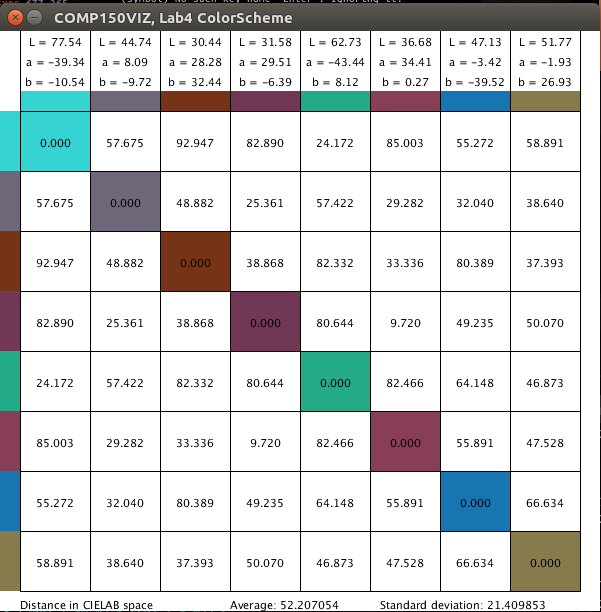 COMP150VIZ, Lab4 ColorScheme
L = 77.54 L = 44.74 L = 30.44 L = 31.58 L = 62.73 L = 36.68 L = 47.13 L = 51.77
a = -39.34 a = 8.09 a = 28.28 a = 29.51 a = -43.44 a = 34.41 a = -3.42 a = -1.93
b = -10.54 b = -9.72 b = 32.44 b = -6.39 b = 8.12 b = 0.27 b = -39.52 b = 26.93
0.000 57.675 92.947 82.890 24.172 85.003 55.272 58.891
57.675 0.000 48.882 25.361 57.422 29.282 32.040 38.640
92.947 48.882 0.000 38.868 82.332 33.336 80.389 37.393
82.890 25.361 38.868 0.000 80.644 9.720 49.235 50.070
24.172 57.422 82.332 80.644 0.000 82.466 64.148 46.873
85.003 29.282 33.336 9.720 82.466 0.000 55.891 47.528
55.272 32.040 80.389 49.235 64.148 55.891 0.000 66.634
58.891 38.640 37.393 50.070 46.873 47.528 66.634 0.000
Distance in CIELAB space Average: 52.207054 Standard deviation: 21.409853